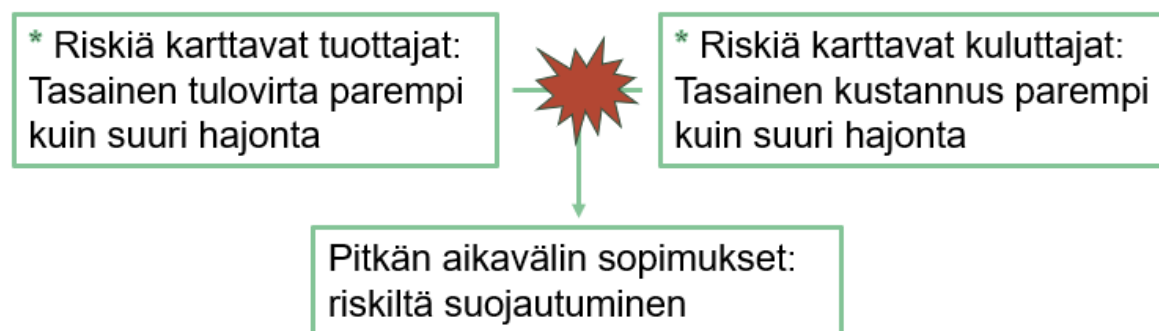 * Riskiä karttavat tuottajat:
Tasainen tulovirta parempi
kuin suuri hajonta
* Riskiä karttavat kuluttajat:
Tasainen kustannus parempi
kuin suuri hajonta
Pitkän aikavälin sopimukset:
riskiltä suojautuminen